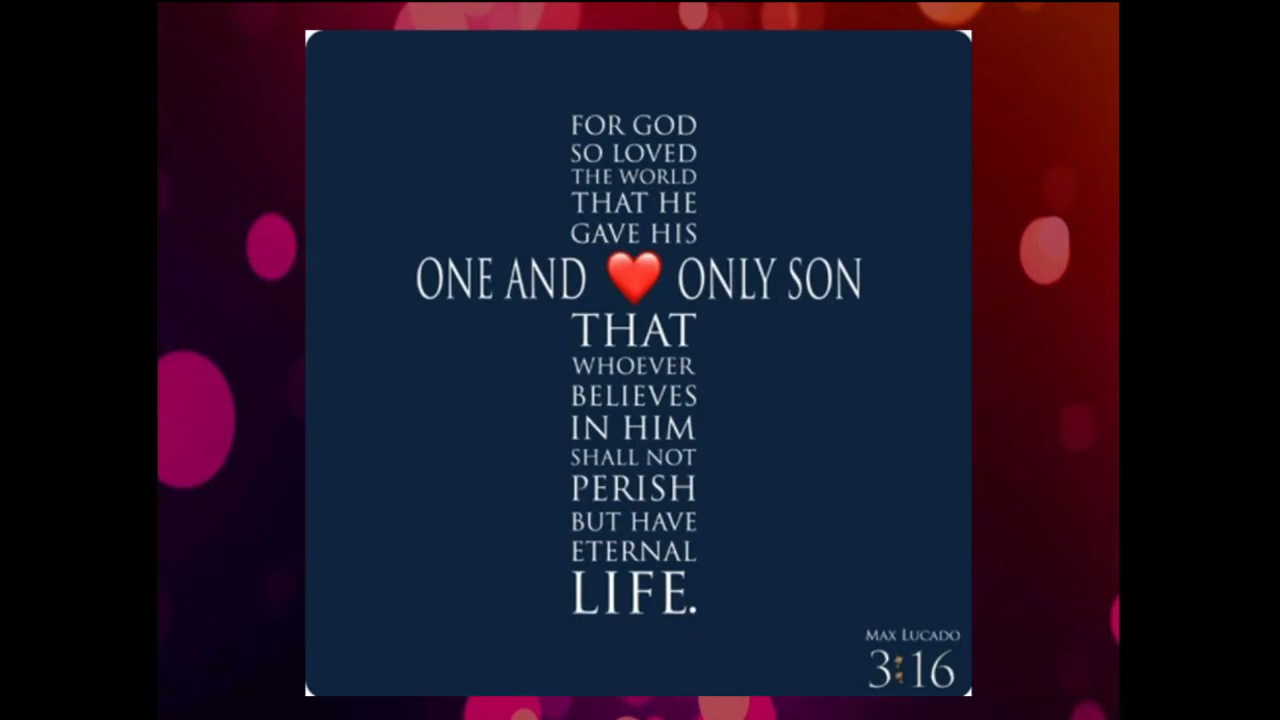 FOR GOD
SO LOVED
THE WORLD
THAT HE
GAVE HIS
ONE AND ❤️ ONLY SON
THAT
WHOEVER
BELIEVES
IN HIM
SHALL NOT
PERISH
BUT HAVE
ETERNAL
LIFE.
MAX LUCADO
3:16